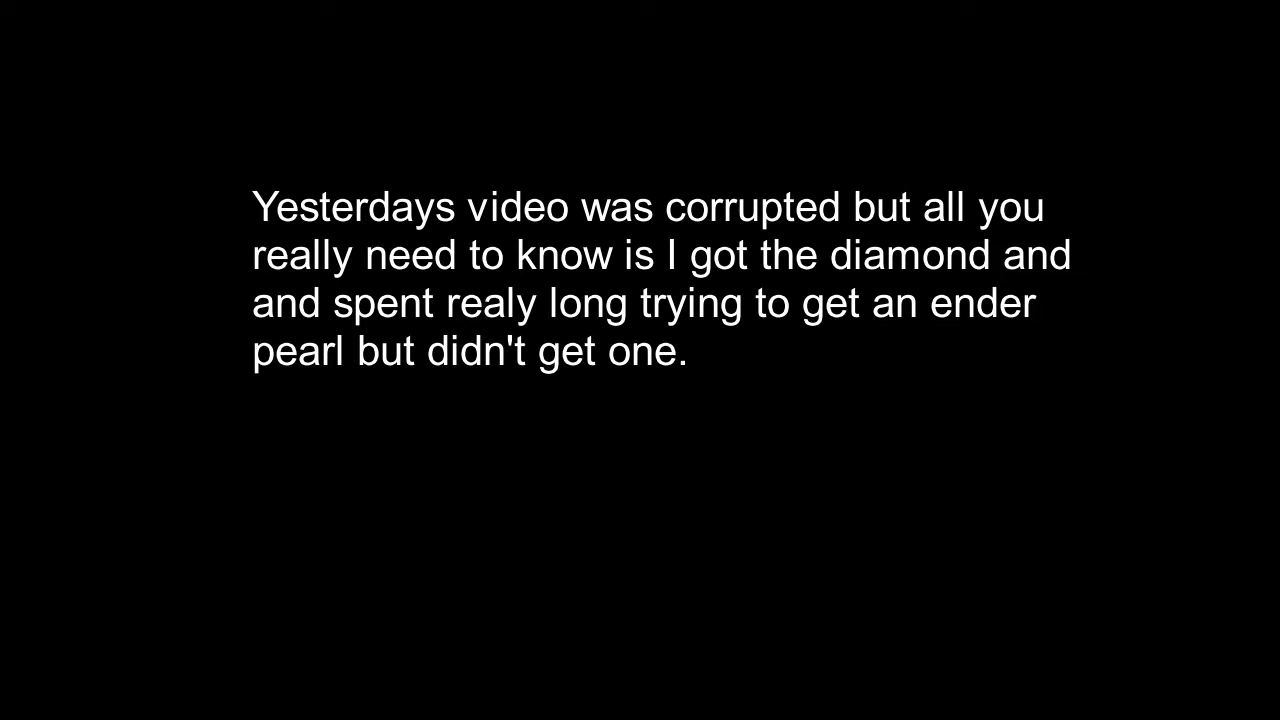 Yesterdays video was corrupted but all you
really need to know is I got the diamond and
and spent realy long trying to get an ender
pearl but didn't get one.